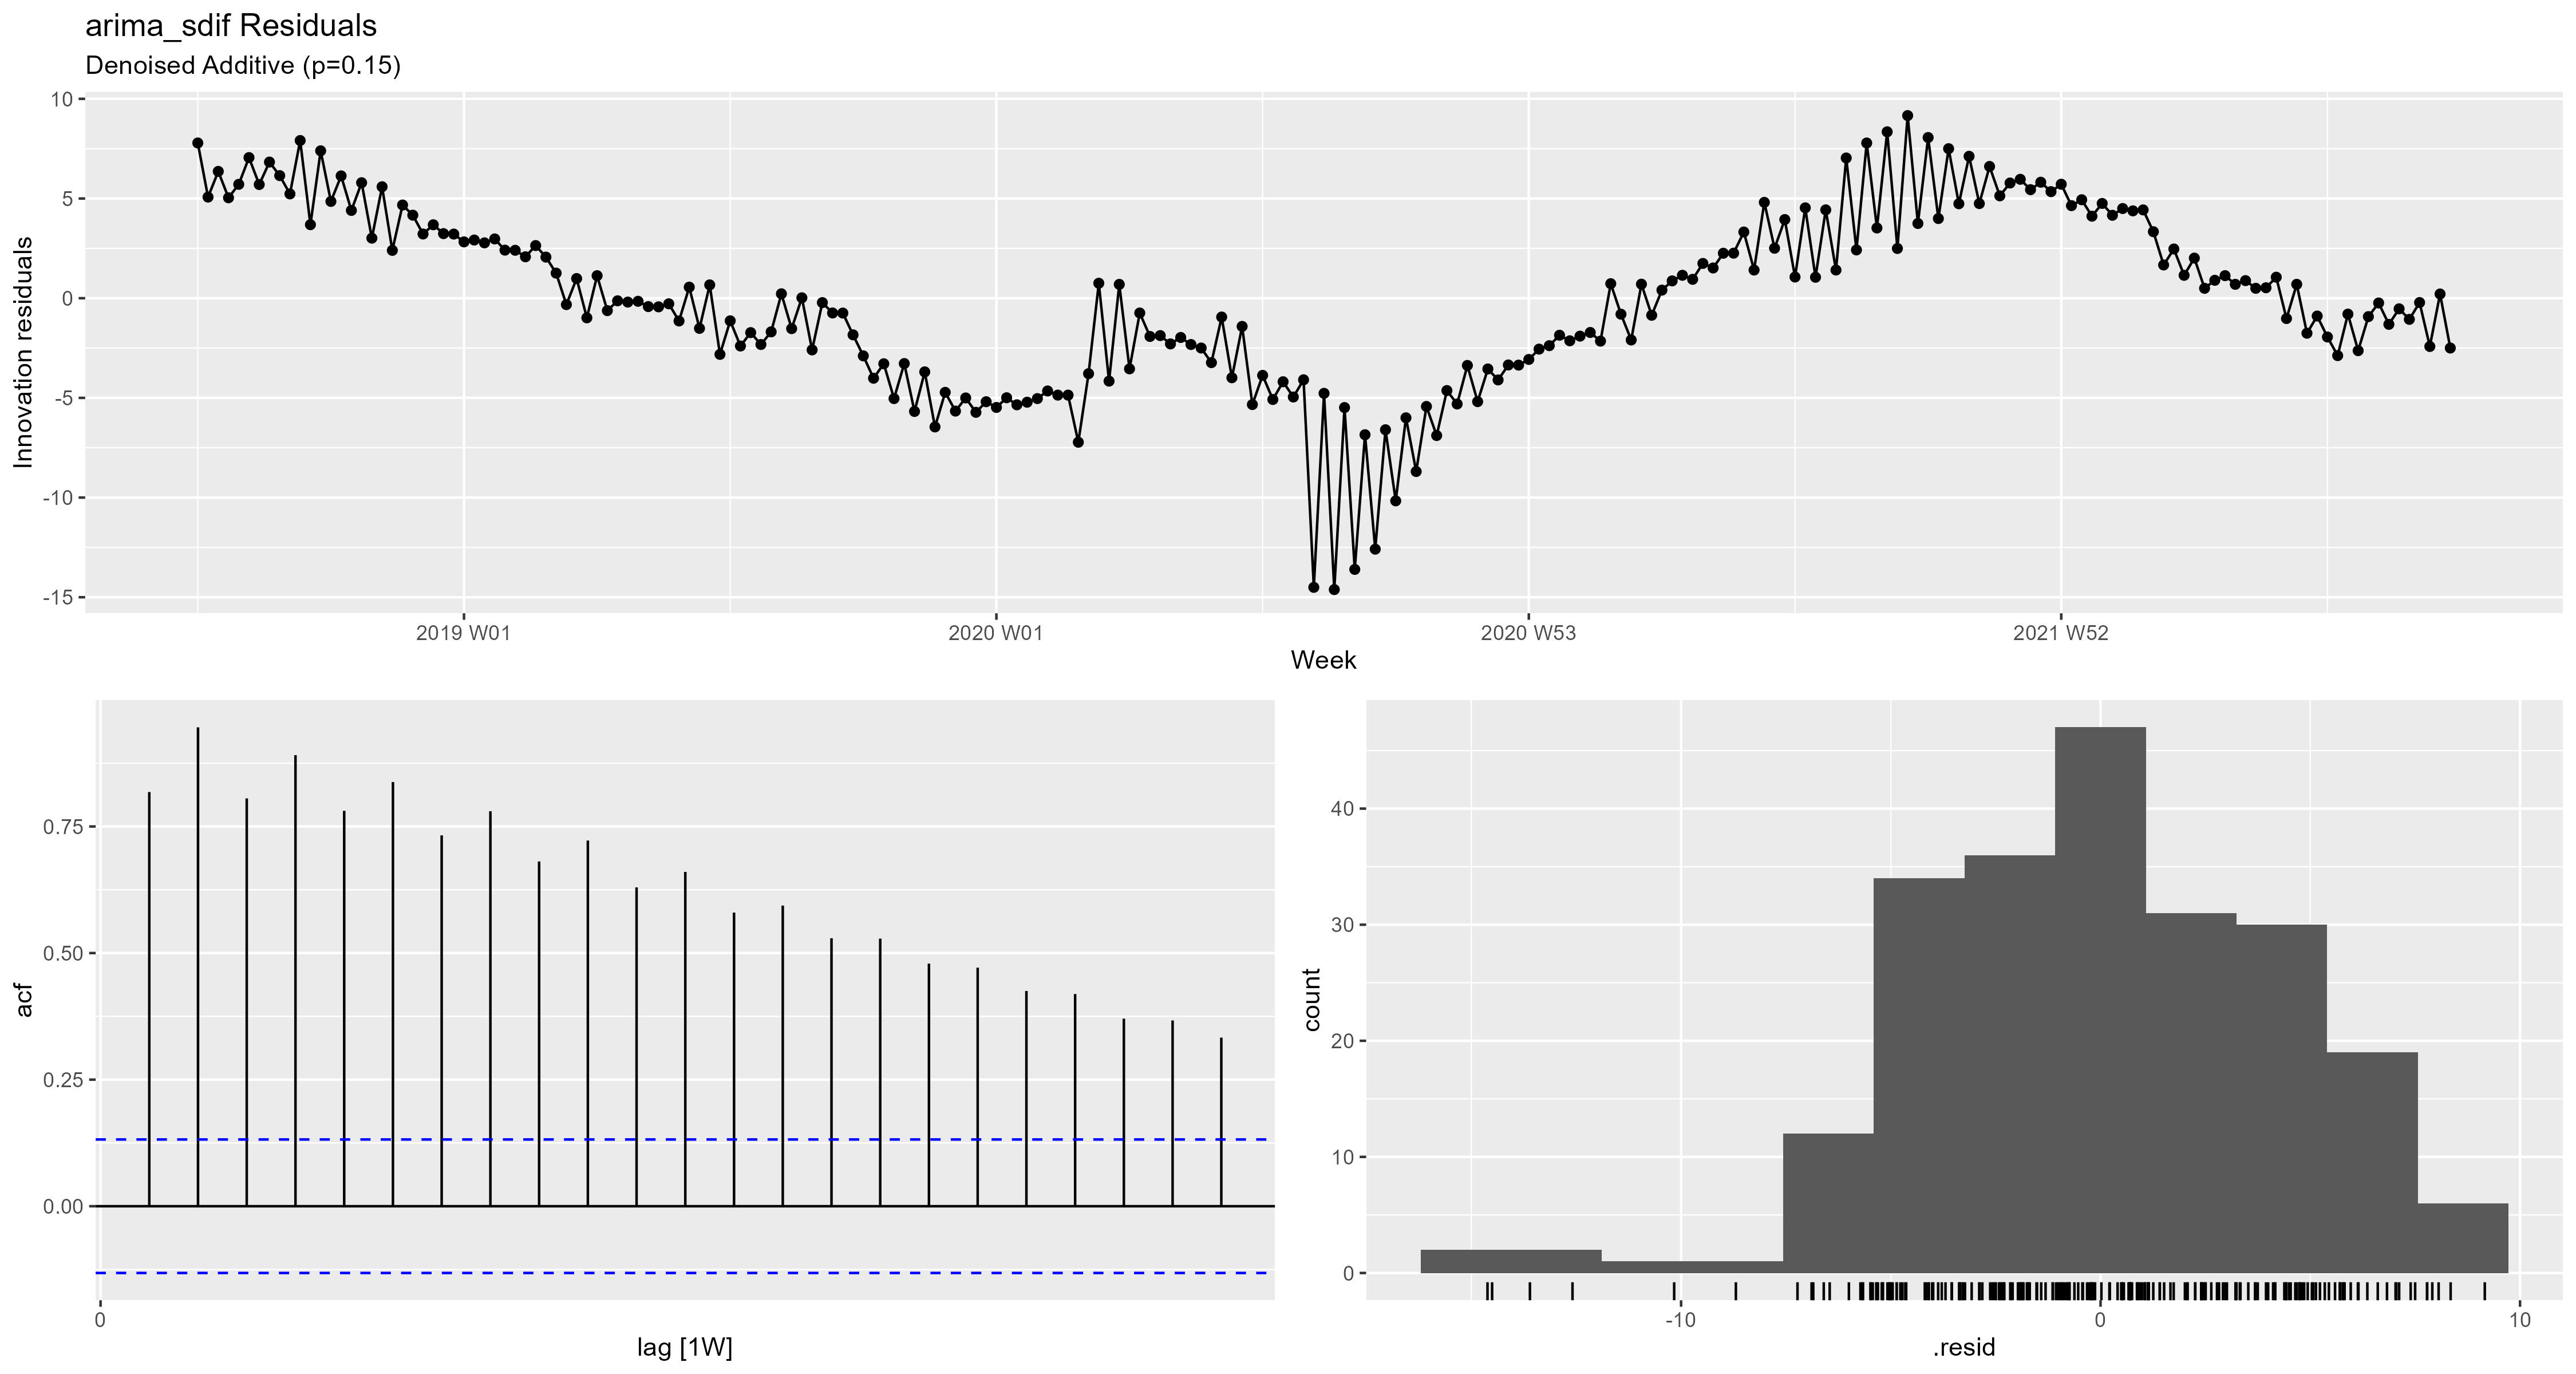 arima_sdif Residuals
Denoised Additive (p=0.15)
10
5
0
-5
-10
-15
Innovation residuals
2019 W01
2020 W01
2020 W53
2021 W52
Week
0.75
0.50
0.25
0.00
acf
0
lag [1W]
40
30
20
10
0
count
-10
0
10
.resid